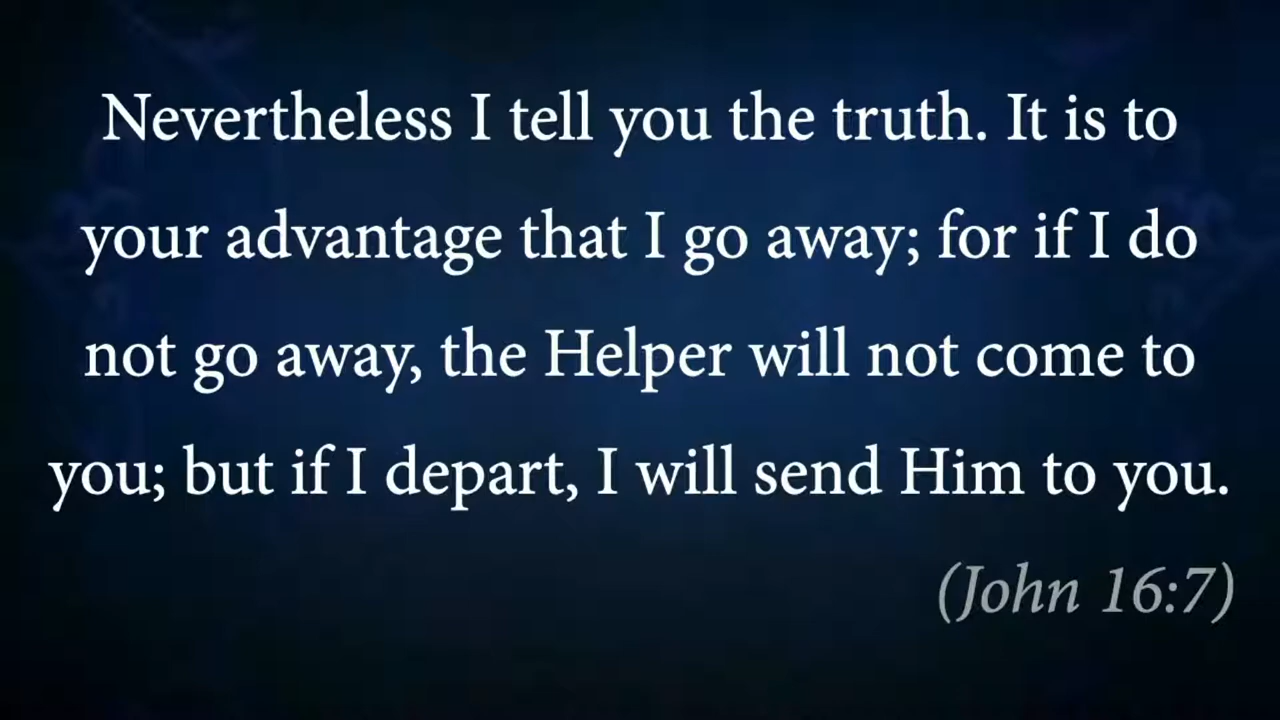 Nevertheless I tell you the truth. It is to
your advantage that I go away; for if I do
not go away, the Helper will not come to
you; but if I depart, I will send Him to you.
(John 16:7)